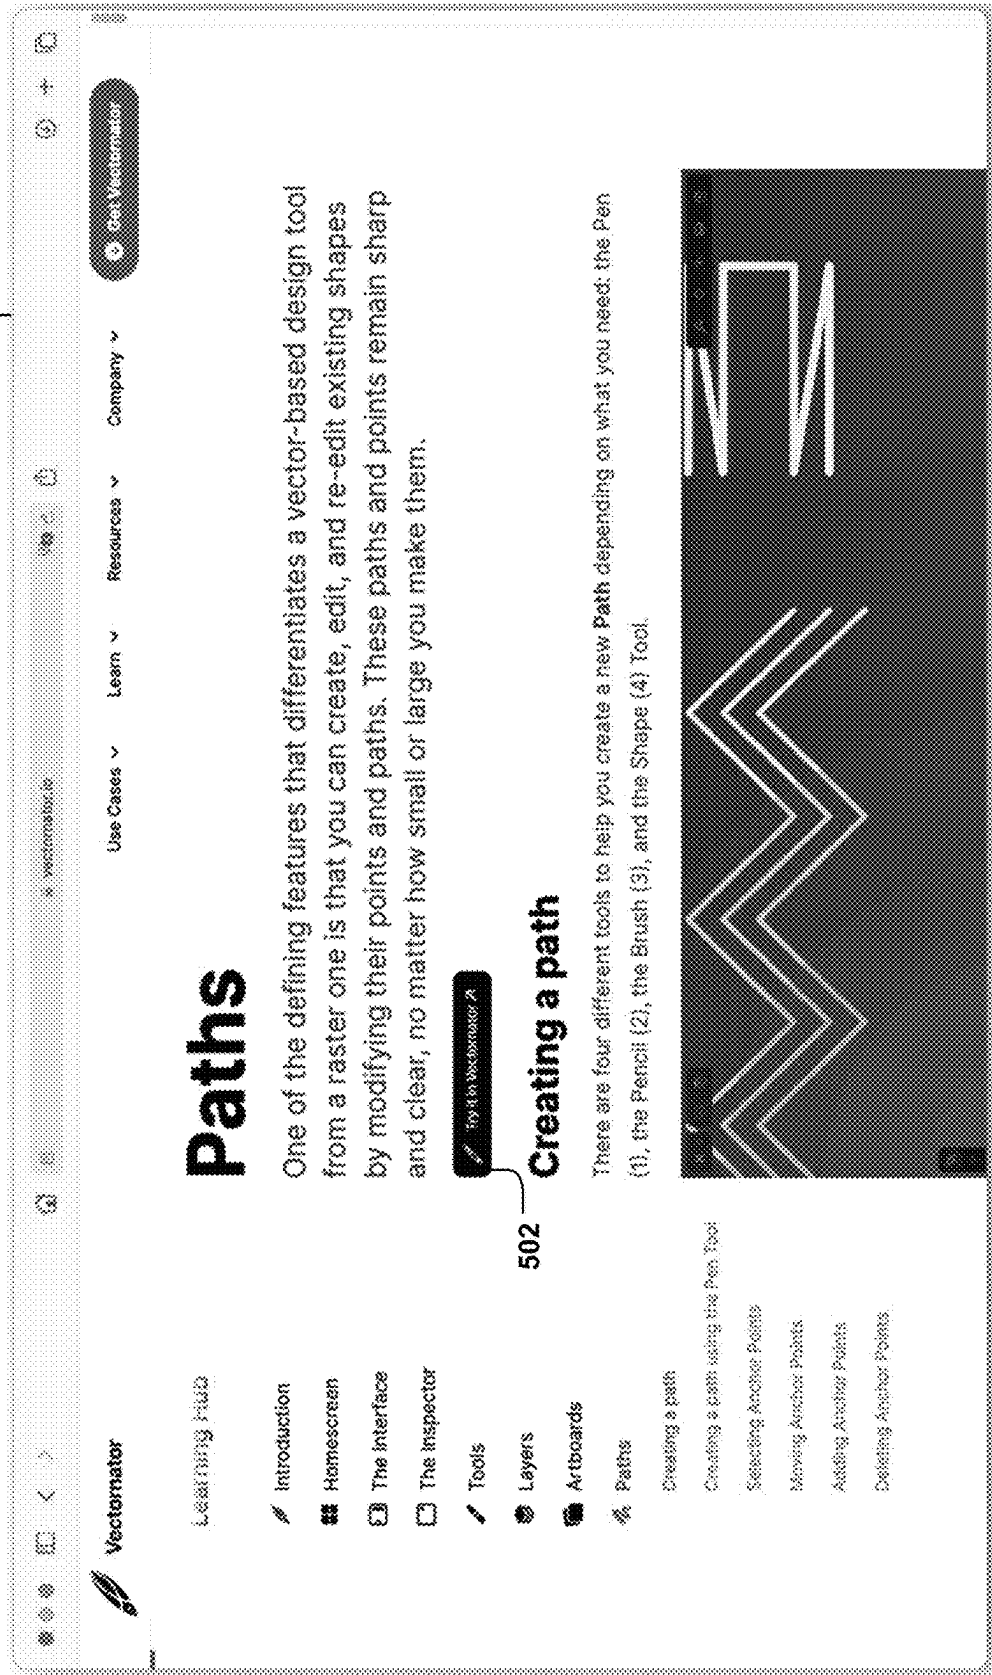 vectornator.io
Vectornator
Use Cases
Learn
Resources
Company
Get Vectornator
Learning Hub
Introduction
Homescreen
The Interface
The Inspector
Tools
Layers
Artboards
Paths
Creating a path
Creating a path using the Pen Tool
Selecting Anchor Points
Moving Anchor Points
Adding Anchor Points
Deleting Anchor Points
Paths
One of the defining features that differentiates a vector-based design tool
from a raster one is that you can create, edit, and re-edit existing shapes
by modifying their points and paths. These paths and points remain sharp
and clear, no matter how small or large you make them.
Try it in Vectornator
502
Creating a path
There are four different tools to help you create a new Path depending on what you need: the Pen
(1), the Pencil (2), the Brush (3), and the Shape (4) Tool.